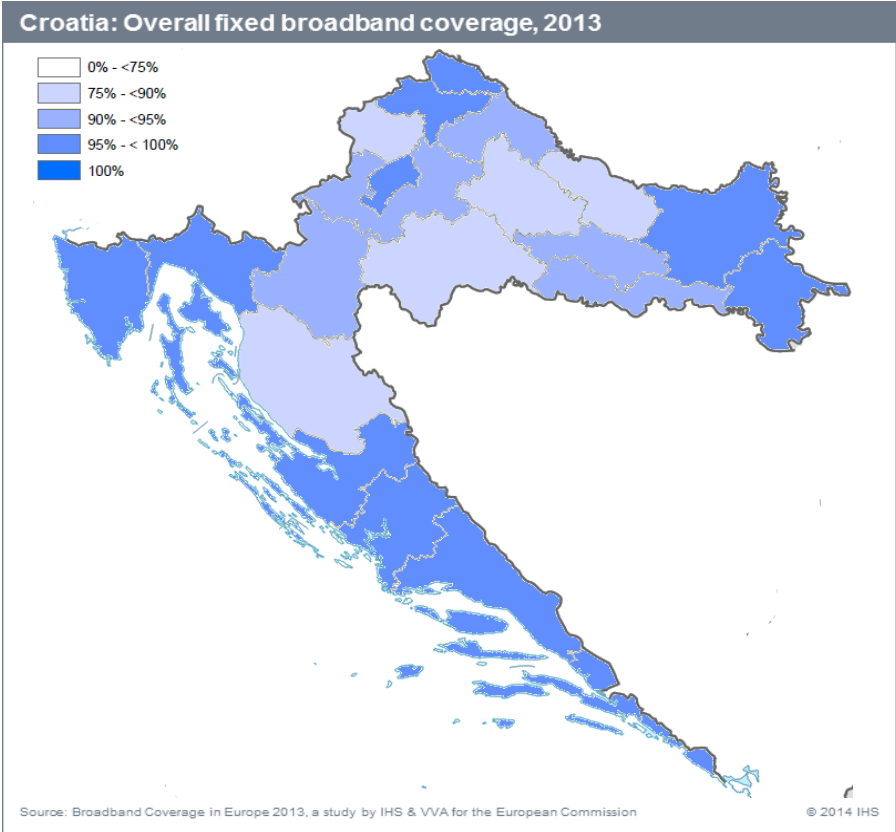 Croatia: Overall fixed broadband coverage, 2013
0% - <75%
75% - <90%
90% - <95%
95% - < 100%
100%
Source: Broadband Coverage in Europe 2013, a study by IHS & VVA for the European Commission © 2014 IHS